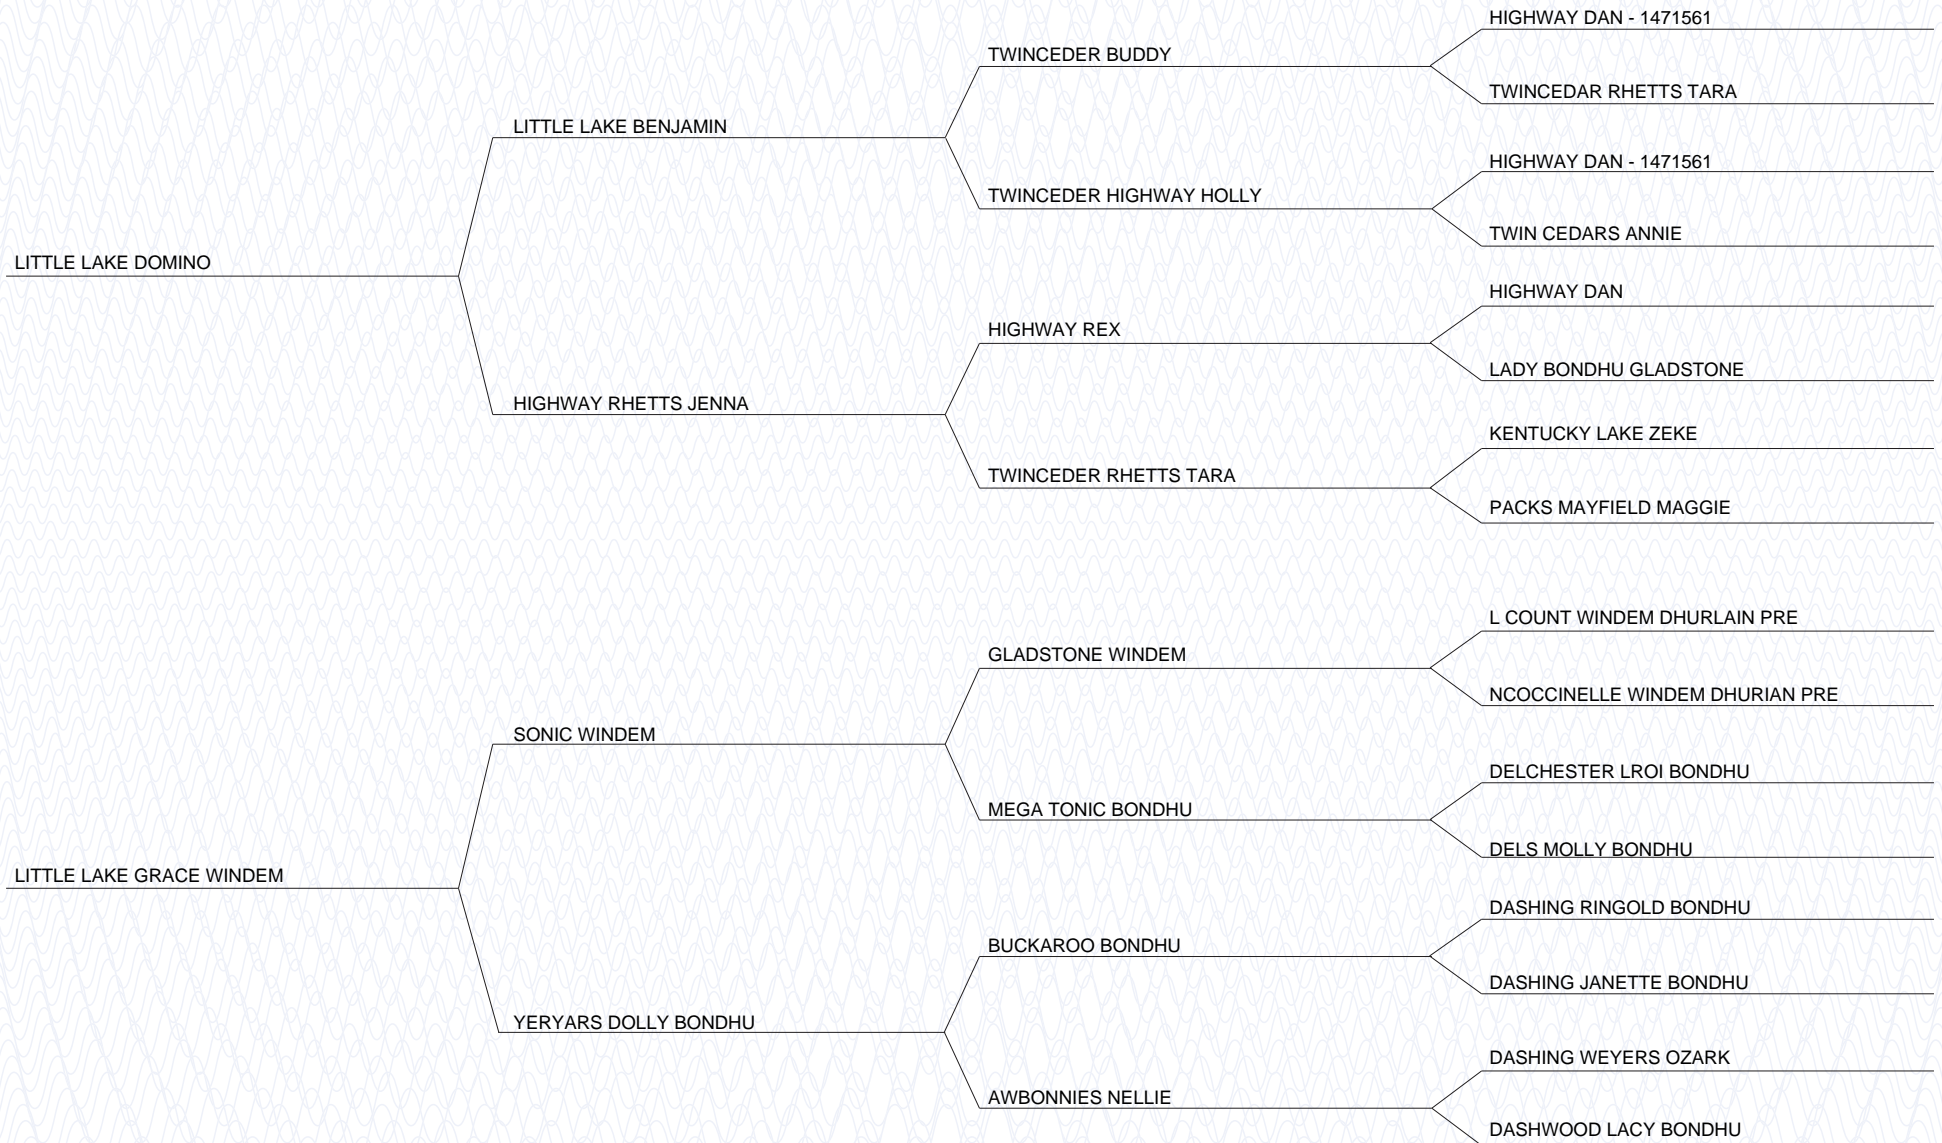 HIGHWAY DAN - 1471561
TWINCEDER BUDDY
TWINCEDAR RHETTS TARA
LITTLE LAKE BENJAMIN
HIGHWAY DAN - 1471561
TWINCEDER HIGHWAY HOLLY
TWIN CEDARS ANNIE
LITTLE LAKE DOMINO
HIGHWAY DAN
HIGHWAY REX
LADY BONDHU GLADSTONE
HIGHWAY RHETTS JENNA
KENTUCKY LAKE ZEKE
TWINCEDER RHETTS TARA
PACKS MAYFIELD MAGGIE
L COUNT WINDEM DHURLAIN PRE
GLADSTONE WINDEM
NCOCCINELLE WINDEM DHURIAN PRE
SONIC WINDEM
DELCHESTER LROI BONDHU
MEGA TONIC BONDHU
DELS MOLLY BONDHU
LITTLE LAKE GRACE WINDEM
DASHING RINGOLD BONDHU
BUCKAROO BONDHU
DASHING JANETTE BONDHU
YERYARS DOLLY BONDHU
DASHING WEYERS OZARK
AWBONNIES NELLIE
DASHWOOD LACY BONDHU